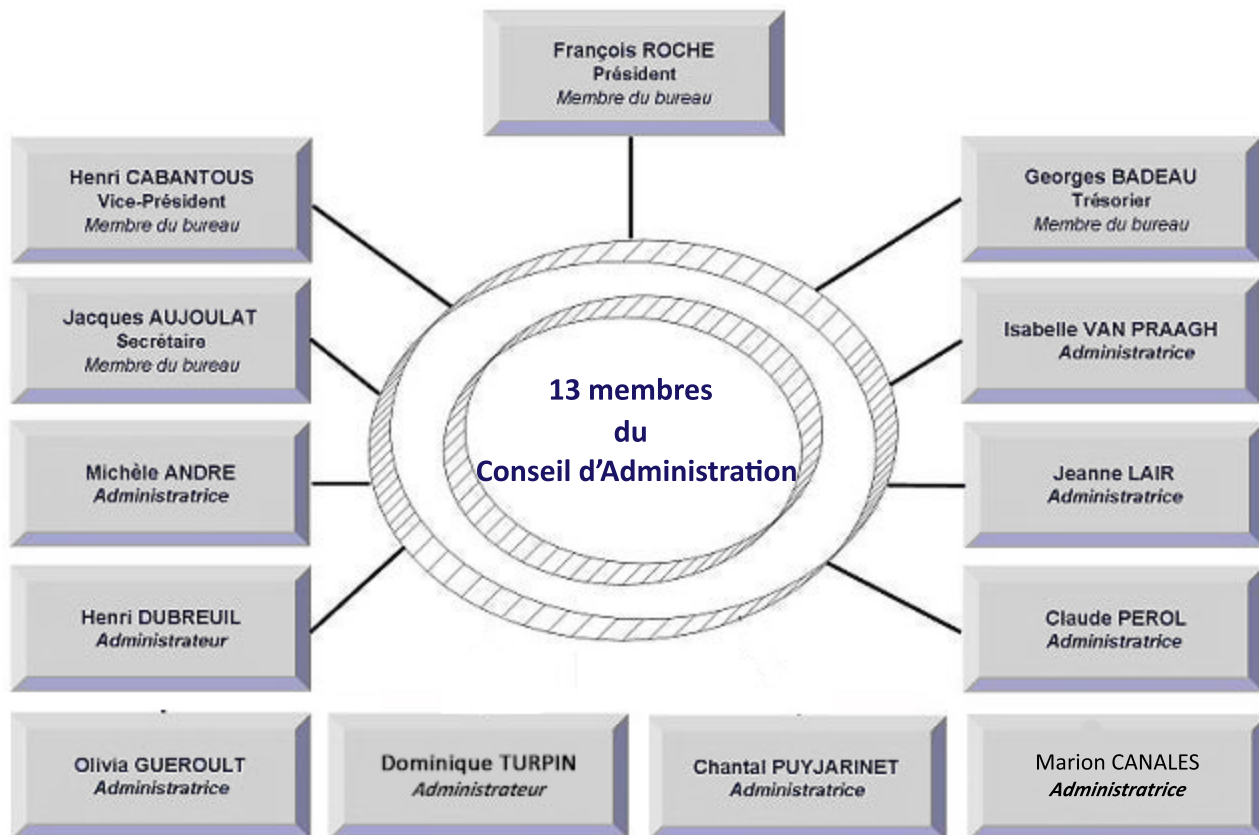 François ROCHE
Président
Membre du bureau
Henri CABANTOUS
Vice-Président
Membre du bureau
Georges BADEAU
Trésorier
Membre du bureau
Jacques AUJOULAT
Secrétaire
Membre du bureau
Isabelle VAN PRAAGH
Administratrice
13 membres
du
Conseil d’Administration
Michèle ANDRE
Administratrice
Jeanne LAIR
Administratrice
Henri DUBREUIL
Administrateur
Claude PEROL
Administratrice
Olivia GUEROULT
Administratrice
Dominique TURPIN
Administrateur
Chantal PUYJARINET
Administratrice
Marion CANALES
Administratrice